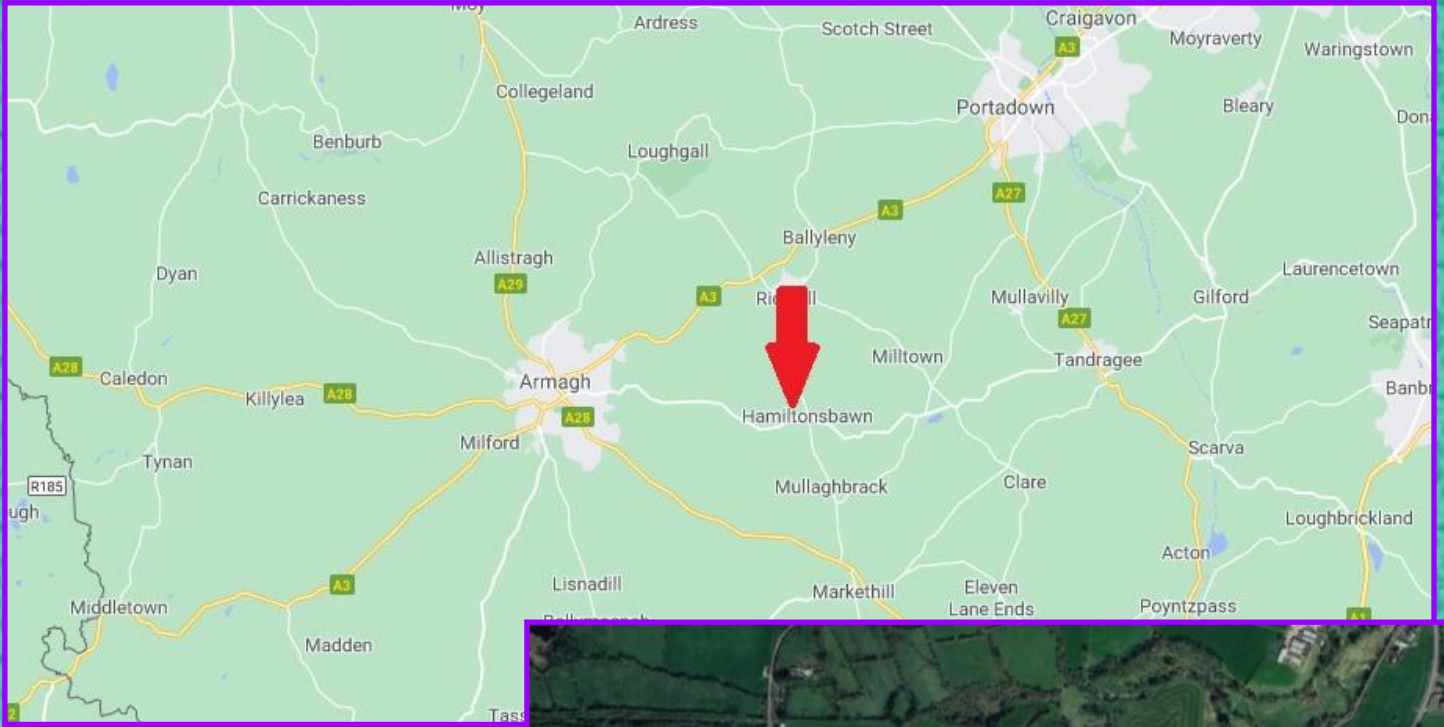 Ardress
Scotch Street
Craigavon
A3
Moyraverty
Waringstown
Collegeland
Portadown
Bleary
Benburb
Loughgall
Carrickaness
A27
A3
Ballyleny
Allistragh
Dyan
A29
Laurencetown
A3
Mullavilly
Gilford
A27
Milltown
Tandragee
A28
Caledon
Armagh
Killylea
A28
A28
Hamiltonsbawn
Milford
Scarva
Tynan
R185
Mullaghbrack
Clare
ugh
Loughbrickland
Acton
A3
Lisnadill
Markethill
Eleven
Lane Ends
Middletown
Poyntzpass
Madden